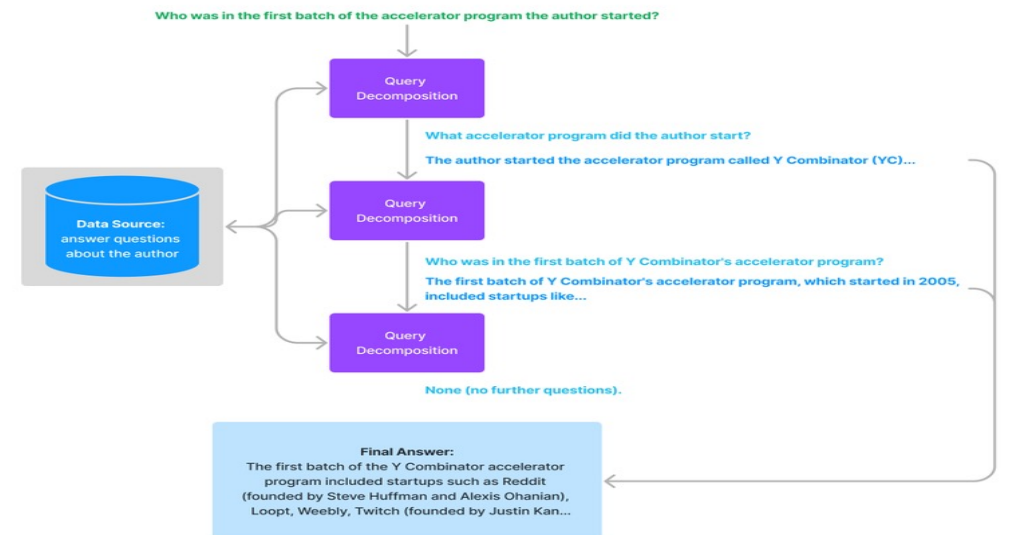 Who was in the first batch of the accelerator program the author started?
Query
Decomposition
What accelerator program did the author start?
The author started the accelerator program called Y Combinator (YC)...
Data Source:
answer questions
about the author
Query
Decomposition
Who was in the first batch of Y Combinator's accelerator program?
The first batch of Y Combinator's accelerator program, which started in 2005,
included startups like...
Query
Decomposition
None (no further questions).
Final Answer:
The first batch of the Y Combinator accelerator
program included startups such as Reddit
(founded by Steve Huffman and Alexis Ohanian),
Loopt, Weebly, Twitch (founded by Justin Kan...